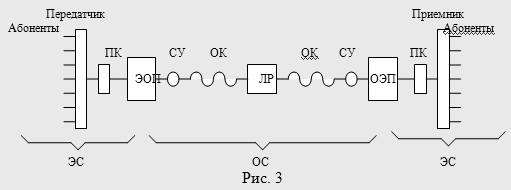 Передатчик Приемник
Абоненты Абоненты
ПК ЭОП СУ ОК ЛР ОК СУ ОЭП ПК
ЭС ОС ЭС
Рис. 3